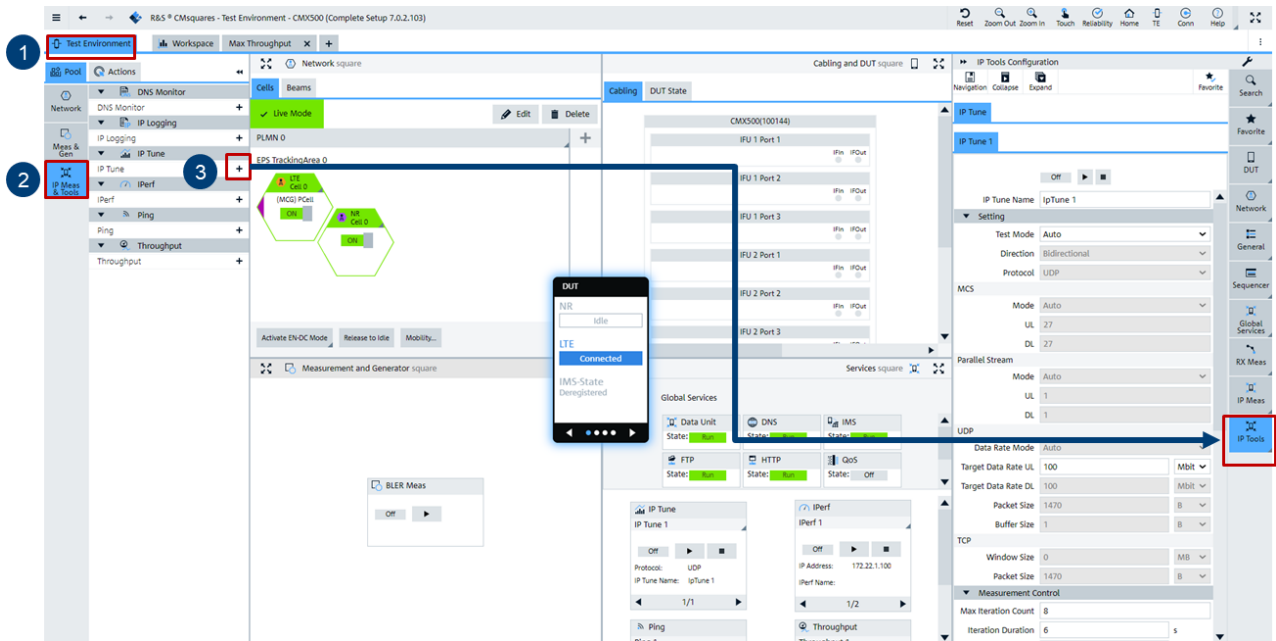 R&S ® CMsquares - Test Environment - CMX500 [Complete Setup 7.0.2.103)
Reset Zoom Out Zoom In Touch Reliability Home TE Conn Help
1
Test Environment Workspace Max Throughput × +
Pool Actions
Network
Meas & Gen
2
IP Meas & Tools
DNS Monitor
DNS Monitor +
IP Logging
IP Logging +
IP Tune
IP Tune +
3
IPerf
IPerf +
Ping
Ping +
Throughput
Throughput +
Network square
Cells Beams
Live Mode Edit Delete
PLMN 0 +
EPS TrackingArea 0
LTE
Cell 0
(MCG) PCell
ON
NR
Cell 0
ON
Activate EN-DC Mode Release to Idle Mobility...
DUT
NR
Idle
LTE
Connected
IMS-State
Deregistered
Cabling and DUT square
Cabling DUT State
CMX500(100144)
IFU 1 Port 1
IFIn IFOut
IFU 1 Port 2
IFIn IFOut
IFU 1 Port 3
IFIn IFOut
IFU 2 Port 1
IFIn IFOut
IFU 2 Port 2
IFIn IFOut
IFU 2 Port 3
Measurement and Generator square
BLER Meas
Off
Services square
Global Services
Data Unit DNS IMS
State: Run State: Run State: Run
FTP HTTP QoS
State: Run State: Run State: Off
IP Tune
IP Tune 1
Off
Protocol: UDP
IP Tune Name: IpTune 1
1/1
Ping
IPerf
IPerf 1
Off
IP Address: 172.22.1.100
IPerf Name:
1/2
Throughput
IP Tools Configuration
Navigation Collapse Expand Favorite
IP Tune
IP Tune 1
Off
IP Tune Name IpTune 1
Setting
Test Mode Auto
Direction Bidirectional
Protocol UDP
MCS
Mode Auto
UL 27
DL 27
Parallel Stream
Mode Auto
UL 1
DL 1
UDP
Data Rate Mode Auto
Target Data Rate UL 100 Mbit
Target Data Rate DL 100 Mbit
Packet Size 1470 B
Buffer Size 1 B
TCP
Window Size 0 MB
Packet Size 1470 B
Measurement Control
Max Iteration Count 8
Iteration Duration 6 s
Search
Favorite
DUT
Network
General
Sequencer
Global Services
RX Meas
IP Meas
IP Tools